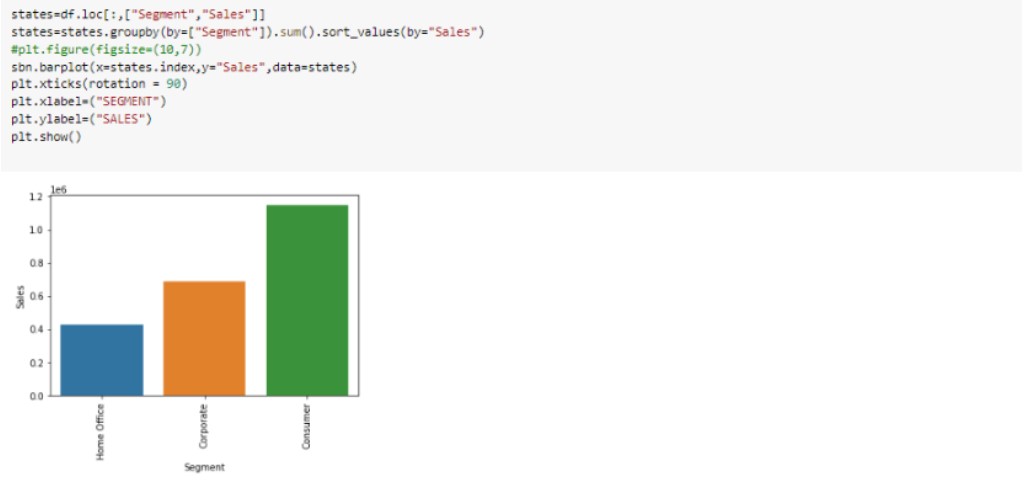 states=df.loc[:,["Segment","Sales"]]
states=states.groupby(by=["Segment"]).sum().sort_values(by="Sales")
#plt.figure(figsize=(10,7))
sbn.barplot(x=states.index,y="Sales",data=states)
plt.xticks(rotation = 90)
plt.xlabel=("SEGMENT")
plt.ylabel=("SALES")
plt.show()
1e6
1.2
1.0
0.8
0.6
0.4
0.2
0.0
Sales
Home Office
Corporate
Consumer
Segment